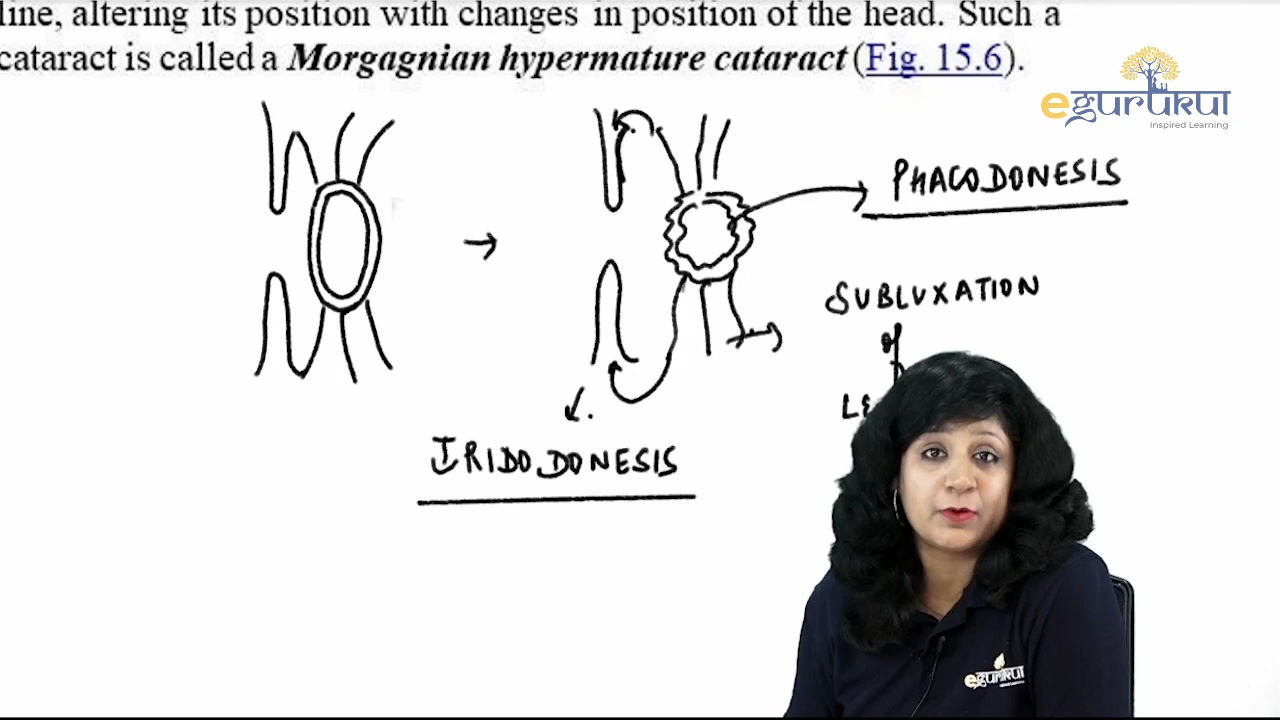 line, altering its position with changes in position of the head. Such a
cataract is called a Morgagnian hypermature cataract (Fig. 15.6).
egurukul
Inspired Learning
PHACODONESIS
SUBLUXATION
of
IRIDODONESIS
egurukul